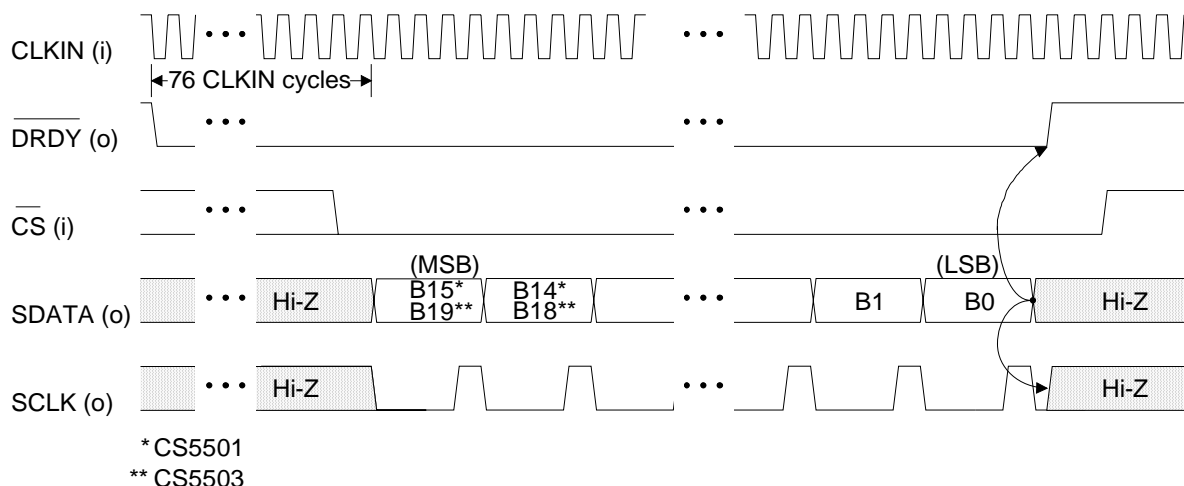 CLKIN (i)
76 CLKIN cycles
DRDY (o)
CS (i)
(MSB) (LSB)
SDATA (o) Hi-Z B15* B14* B1 B0 Hi-Z
B19** B18**
SCLK (o) Hi-Z Hi-Z
* CS5501
** CS5503